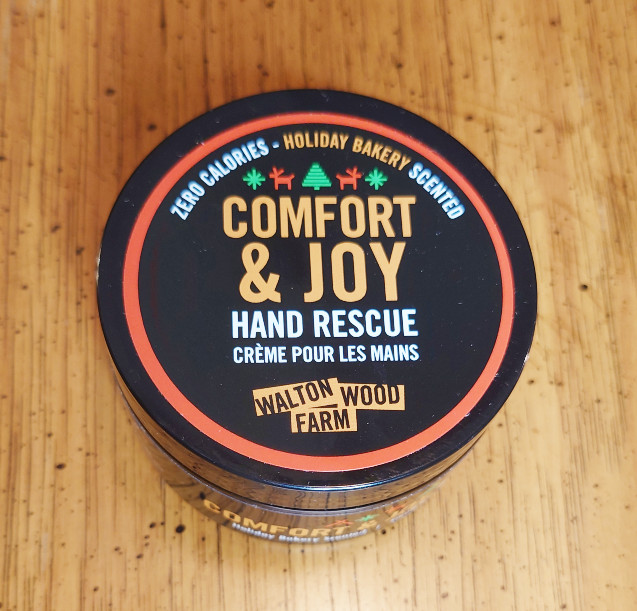 ZERO CALORIES - HOLIDAY BAKERY SCENTED
COMFORT
& JOY
HAND RESCUE
CRÈME POUR LES MAINS
WALTON WOOD
FARM
COMFORT &
Holiday Bakery Scented